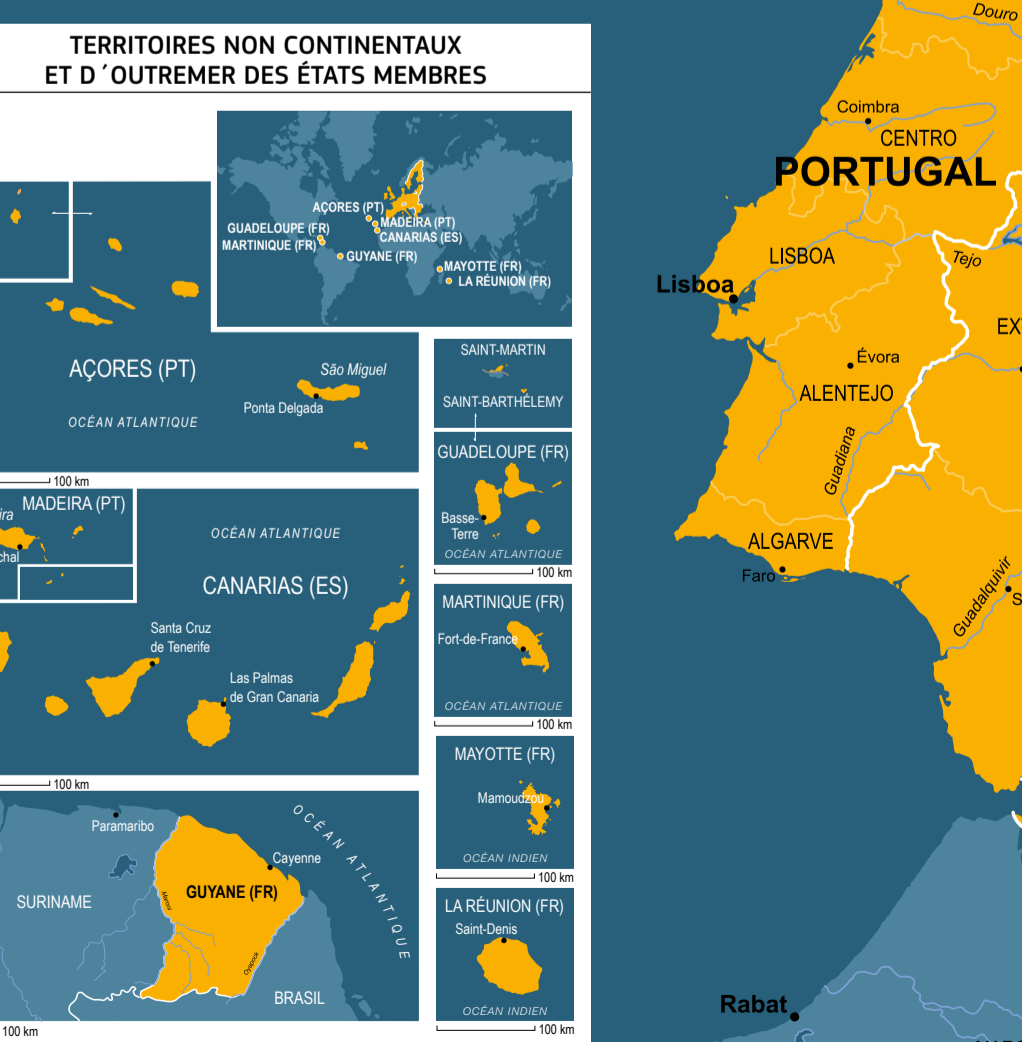 TERRITOIRES NON CONTINENTAUX
ET D ´OUTREMER DES ÉTATS MEMBRES
AÇORES (PT)
MADEIRA (PT)
CANARIAS (ES)
GUADELOUPE (FR)
MARTINIQUE (FR)
GUYANE (FR)
MAYOTTE (FR)
LA RÉUNION (FR)
AÇORES (PT)
São Miguel
Ponta Delgada
OCÉAN ATLANTIQUE
100 km
SAINT-MARTIN
SAINT-BARTHÉLEMY
GUADELOUPE (FR)
Basse-
Terre
OCÉAN ATLANTIQUE
100 km
MADEIRA (PT)
ira
chal
OCÉAN ATLANTIQUE
CANARIAS (ES)
Santa Cruz
de Tenerife
Las Palmas
de Gran Canaria
100 km
MARTINIQUE (FR)
Fort-de-France
OCÉAN ATLANTIQUE
100 km
MAYOTTE (FR)
Mamoudzou
OCÉAN INDIEN
100 km
Paramaribo
OCÉAN ATLANTIQUE
Cayenne
SURINAME
GUYANE (FR)
Maroni
Oyapock
BRASIL
100 km
LA RÉUNION (FR)
Saint-Denis
OCÉAN INDIEN
100 km
Douro
Coimbra
CENTRO
PORTUGAL
LISBOA
Tejo
Lisboa
EX
Évora
ALENTEJO
Guadiana
ALGARVE
Faro
Guadalquivir
S
Rabat